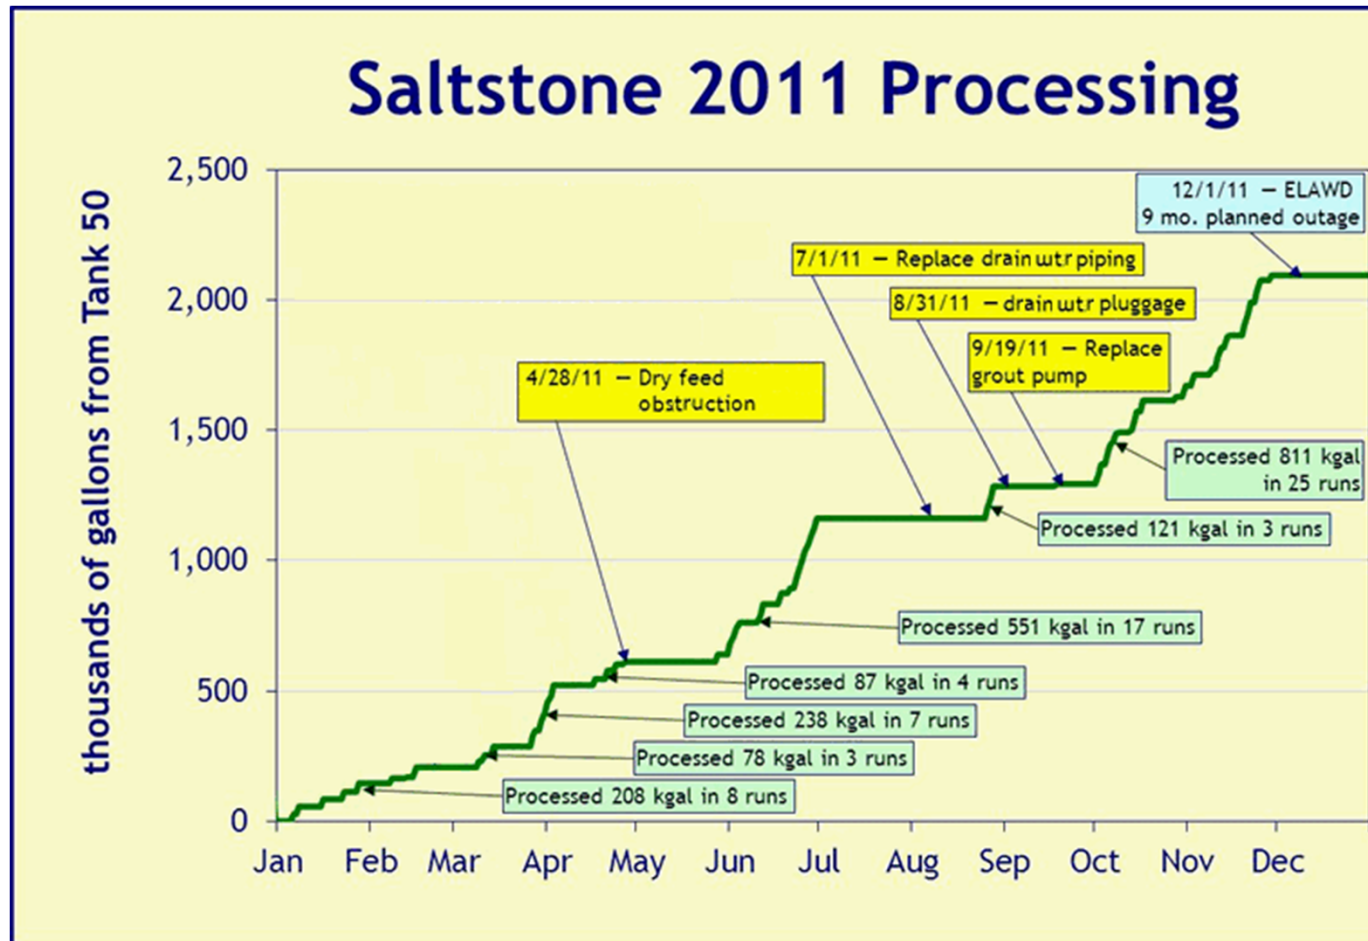 Saltstone 2011 Processing
thousands of gallons from Tank 50
2,500
2,000
1,500
1,000
500
0
12/1/11 — ELAWD
9 mo. planned outage
7/1/11 — Replace drain wtr piping
8/31/11 — drain wtr pluggage
9/19/11 — Replace
grout pump
4/28/11 — Dry feed
obstruction
Processed 811 kgal
in 25 runs
Processed 121 kgal in 3 runs
Processed 551 kgal in 17 runs
Processed 87 kgal in 4 runs
Processed 238 kgal in 7 runs
Processed 78 kgal in 3 runs
Processed 208 kgal in 8 runs
Jan Feb Mar Apr May Jun Jul Aug Sep Oct Nov Dec